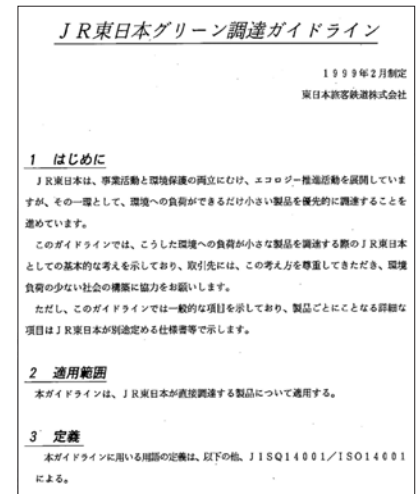 JR東日本グリーン調達ガイドライン
1999年2月制定
東日本旅客鉄道株式会社
1 はじめに
JR東日本は、事業活動と環境保護の両立にむけ、エコロジー推進活動を展開していま
すが、その一環として、環境への負荷ができるだけ小さい製品を優先的に調達することを
進めています。
このガイドラインでは、こうした環境への負荷が小さな製品を調達する際のJR東日本
としての基本的な考えを示しており、取引先には、この考え方を尊重してきただき、環境
負荷の少ない社会の構築に協力をお願いします。
ただし、このガイドラインでは一般的な項目を示しており、製品ごとにことなる詳細な
項目はJR東日本が別途定める仕様書等で示します。
2 適用範囲
本ガイドラインは、JR東日本が直接調達する製品について適用する。
3 定義
本ガイドラインに用いる用語の定義は、以下の他、JISQ14001/ISO14001
による。